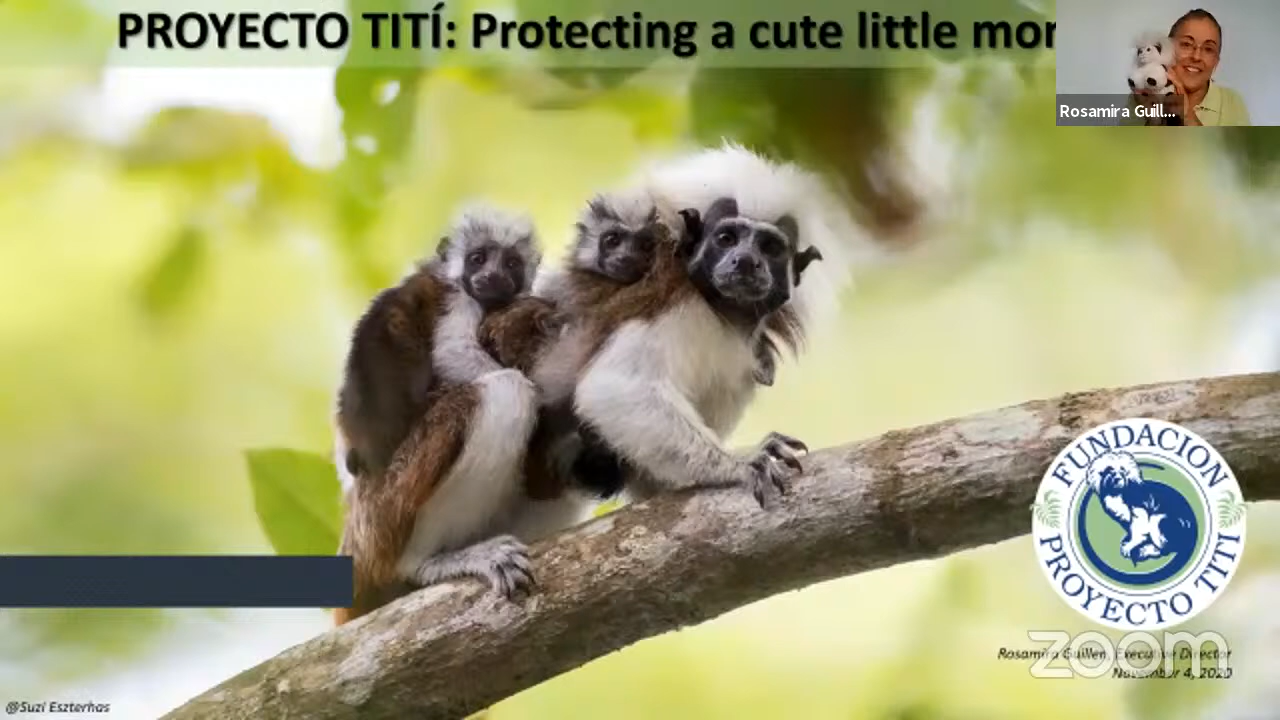 PROYECTO TITÍ: Protecting a cute little mon
Rosamira Guill...
FUNDACION
PROYECTO TITI
zoom
Rosamira Guillen, Executive Director
November 4, 2020
@Suzi Eszterhas